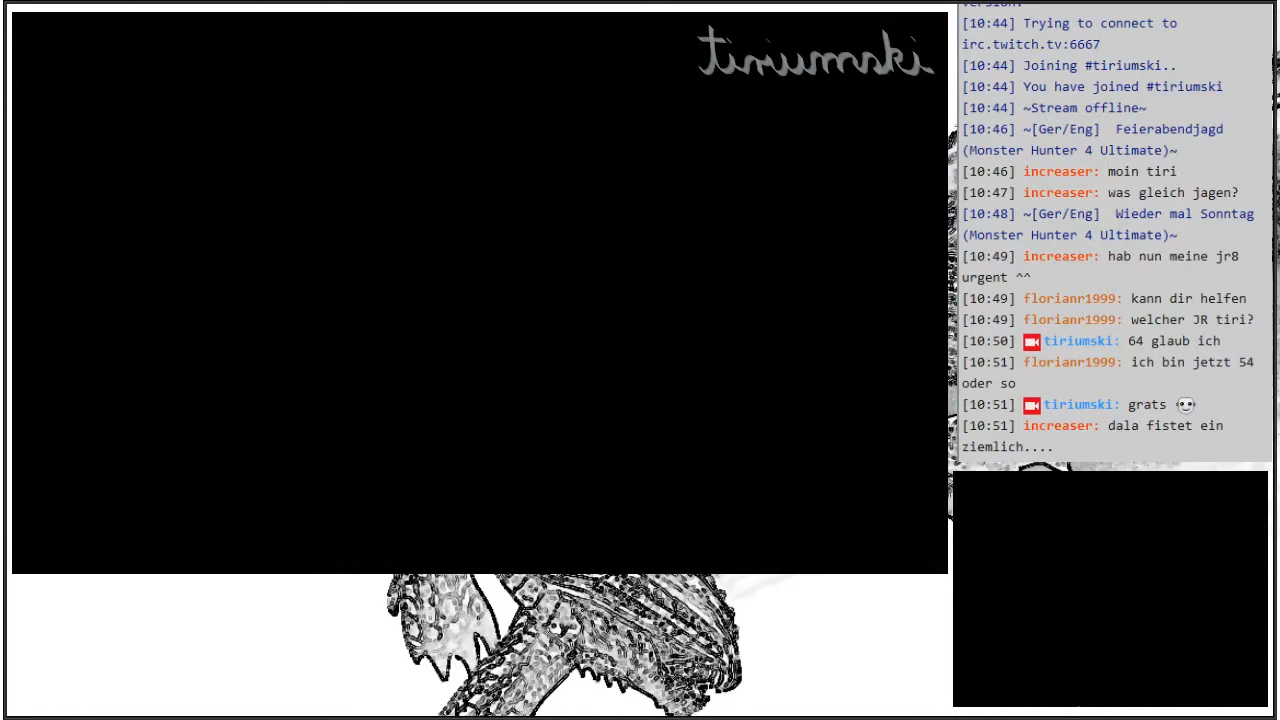 tiriumski
version.
[10:44] Trying to connect to
irc.twitch.tv:6667
[10:44] Joining #tiriumski..
[10:44] You have joined #tiriumski
[10:44] ~Stream offline~
[10:46] ~[Ger/Eng] Feierabendjagd
(Monster Hunter 4 Ultimate)~
[10:46] increaser: moin tiri
[10:47] increaser: was gleich jagen?
[10:48] ~[Ger/Eng] Wieder mal Sonntag
(Monster Hunter 4 Ultimate)~
[10:49] increaser: hab nun meine jr8
urgent ^^
[10:49] florianr1999: kann dir helfen
[10:49] florianr1999: welcher JR tiri?
[10:50] tiriumski: 64 glaub ich
[10:51] florianr1999: ich bin jetzt 54
oder so
[10:51] tiriumski: grats
[10:51] increaser: dala fistet ein
ziemlich....